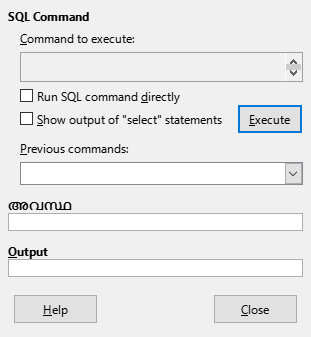 SQL Command
Command to execute:
Run SQL command directly
Show output of "select" statements
Execute
Previous commands:
അവസ്ഥ
Output
Help
Close